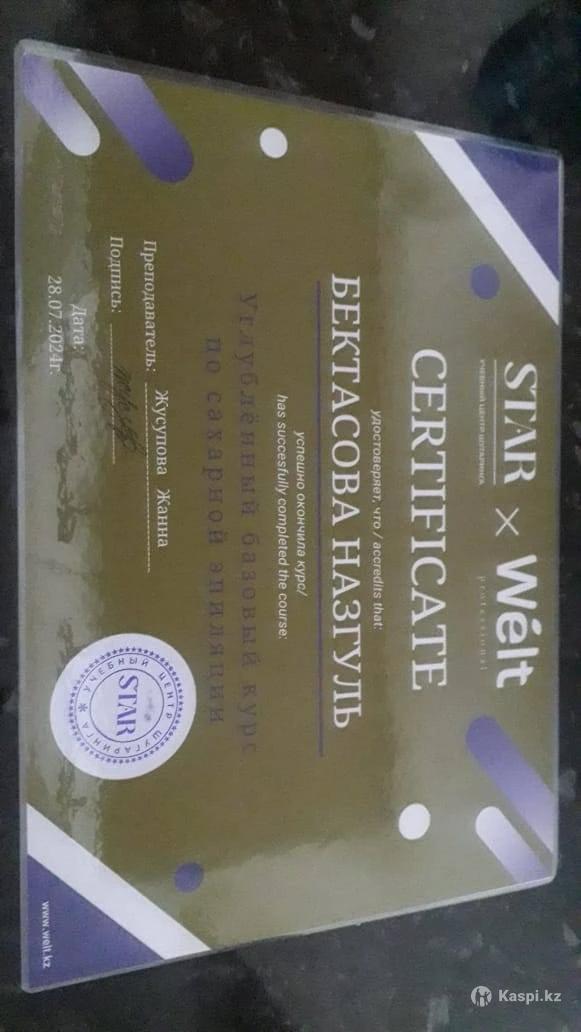 STAR × Wélt
УЧЕБНЫЙ ЦЕНТР ШУГАРИНГА
professional
CERTIFICATE
удостоверяет, что / accredits that:
БЕКТАСОВА НАЗГУЛЬ
успешно окончила курс/
has succesfully completed the course:
Углублённый базовый курс
по сахарной эпиляции
Преподаватель: Жусупова Жанна
Подпись:
Дата:
28.07.2024г.
УЧЕБНЫЙ ЦЕНТР ШУГАРИНГА
STAR
www.welt.kz
Kaspi.kz